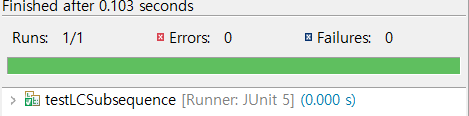 Finished after 0.103 seconds
Runs: 1/1 Errors: 0 Failures: 0
testLCSubsequence [Runner: JUnit 5] (0.000 s)